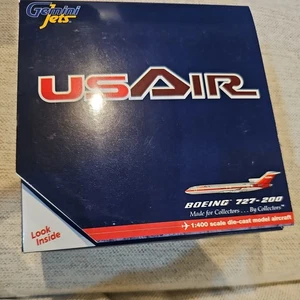 Gemini
Jets
USAIR
BOEING 727-200
Made for Collectors . . . By Collectors™
1:400 scale die-cast model aircraft
Look
Inside